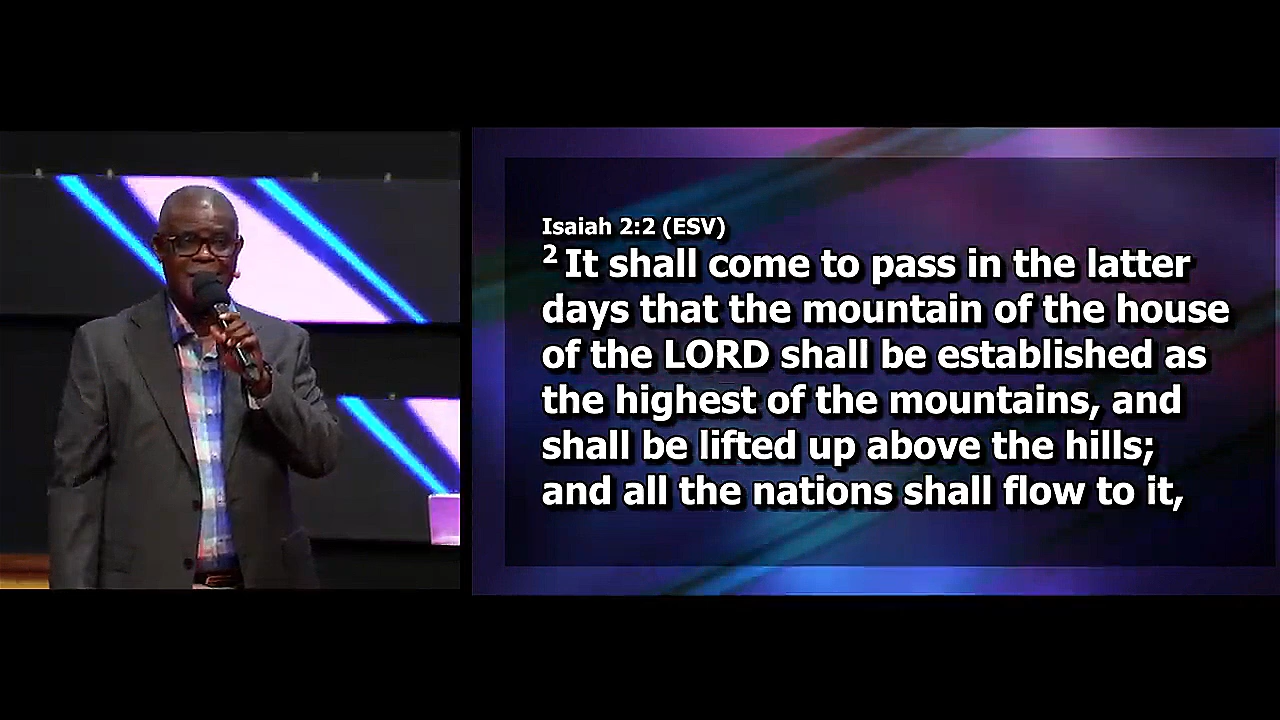 Isaiah 2:2 (ESV)
2 It shall come to pass in the latter
days that the mountain of the house
of the LORD shall be established as
the highest of the mountains, and
shall be lifted up above the hills;
and all the nations shall flow to it,